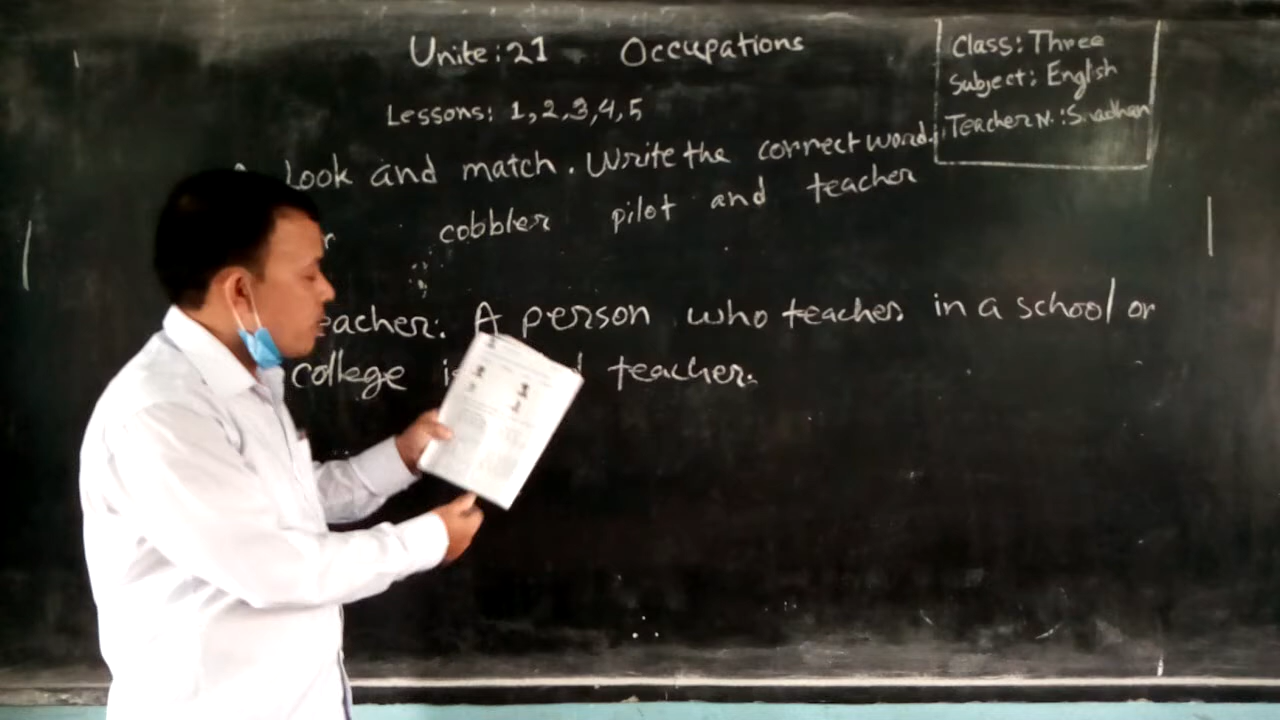 Unite: 21 Occupations
Class: Three
Subject: English
Teacher N.:
Lessons: 1,2,3,4,5
Look and match. Write the correct word.
cobbler pilot and teacher
eacher: A person who teaches in a school or
college teacher.